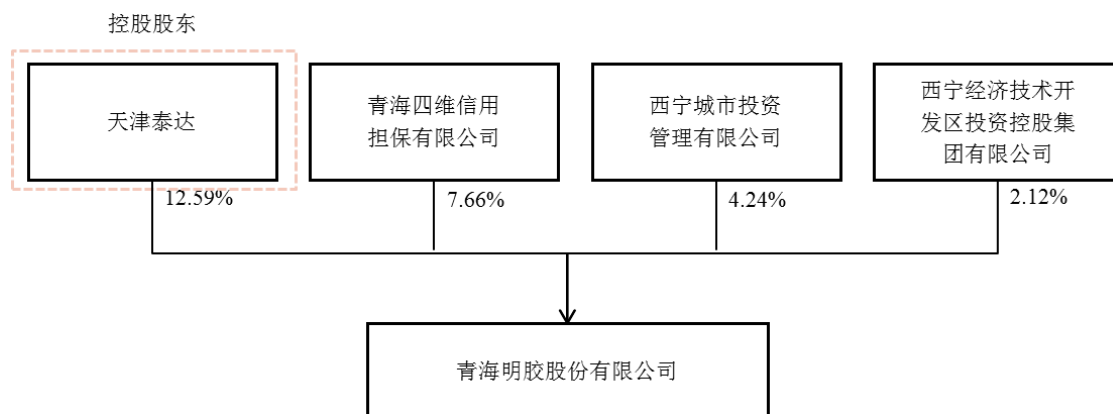 控股股东
天津泰达
青海四维信用
担保有限公司
西宁城市投资
管理有限公司
西宁经济技术开
发区投资控股集
团有限公司
12.59%
7.66%
4.24%
2.12%
青海明胶股份有限公司